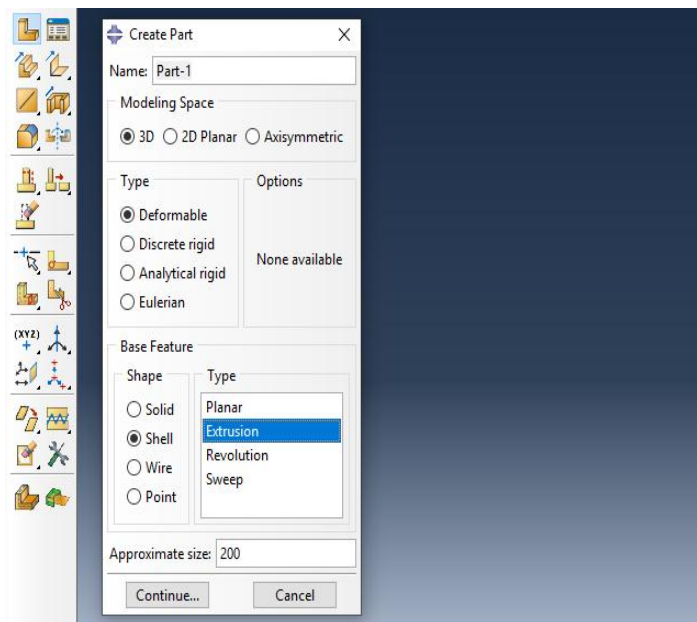 Create Part
Name: Part-1
Modeling Space
3D 2D Planar Axisymmetric
Type
Deformable
Discrete rigid
Analytical rigid
Eulerian
Options
None available
Base Feature
Shape
Solid
Shell
Wire
Point
Type
Planar
Extrusion
Revolution
Sweep
Approximate size: 200
Continue... Cancel
(XYZ)